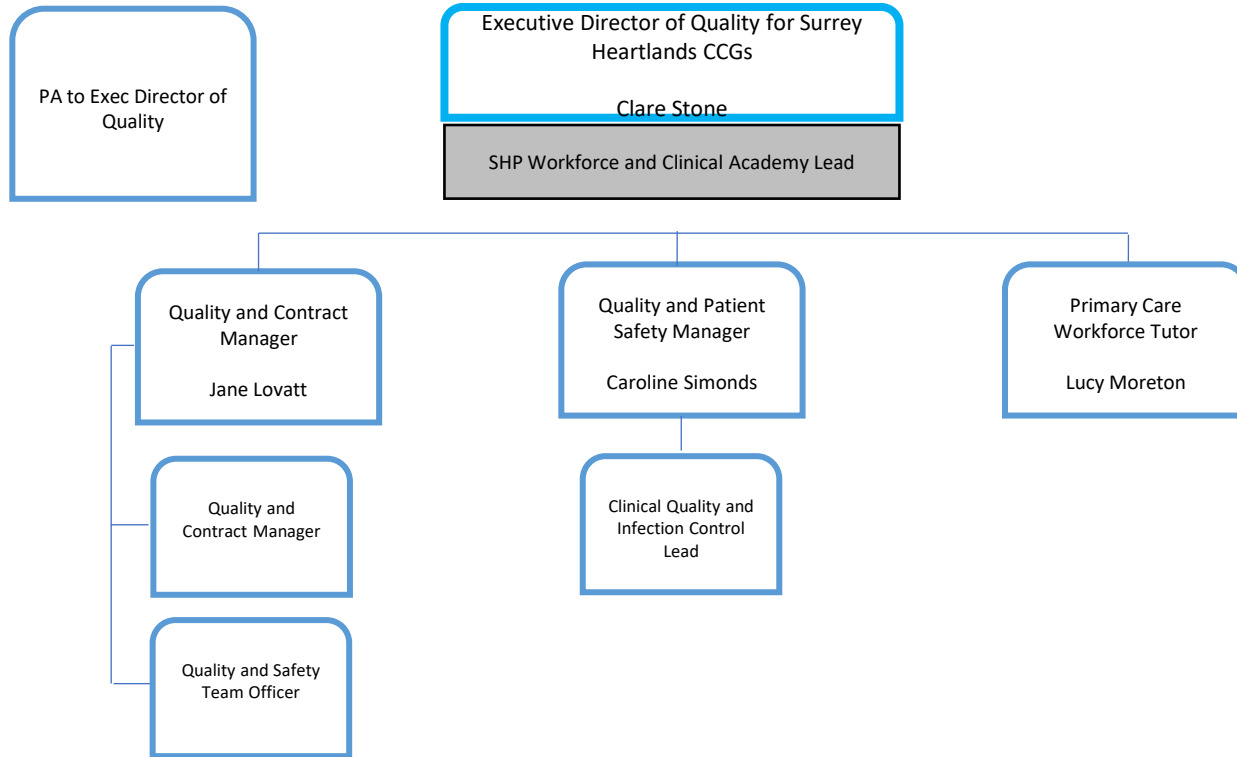 PA to Exec Director of
Quality
Executive Director of Quality for Surrey
Heartlands CCGs
Clare Stone
SHP Workforce and Clinical Academy Lead
Quality and Contract
Manager
Jane Lovatt
Quality and Patient
Safety Manager
Caroline Simonds
Primary Care
Workforce Tutor
Lucy Moreton
Quality and
Contract Manager
Clinical Quality and
Infection Control
Lead
Quality and Safety
Team Officer